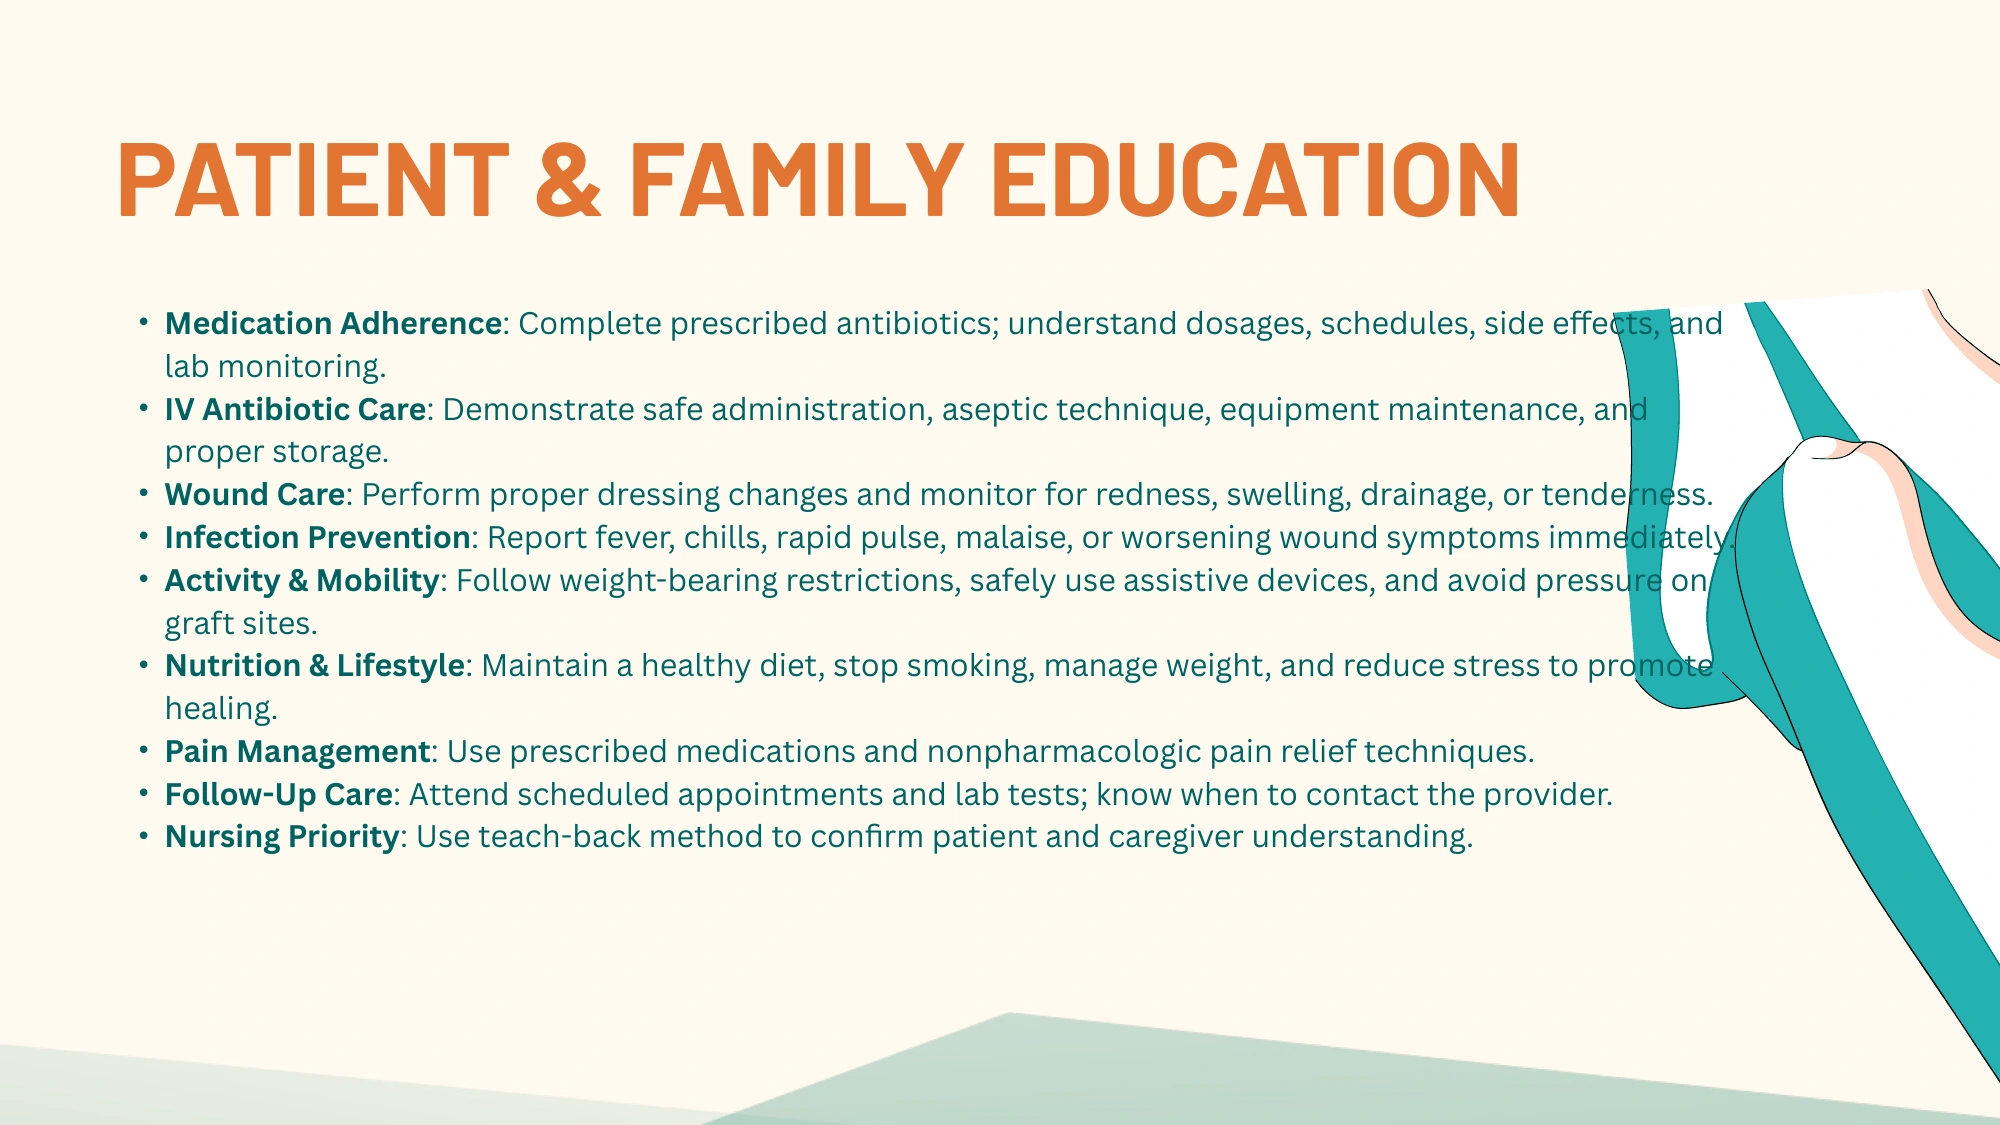 PATIENT & FAMILY EDUCATION
• Medication Adherence: Complete prescribed antibiotics; understand dosages, schedules, side effects, and
lab monitoring.
• IV Antibiotic Care: Demonstrate safe administration, aseptic technique, equipment maintenance, and
proper storage.
• Wound Care: Perform proper dressing changes and monitor for redness, swelling, drainage, or tenderness.
• Infection Prevention: Report fever, chills, rapid pulse, malaise, or worsening wound symptoms immediately.
• Activity & Mobility: Follow weight-bearing restrictions, safely use assistive devices, and avoid pressure on
graft sites.
• Nutrition & Lifestyle: Maintain a healthy diet, stop smoking, manage weight, and reduce stress to promote
healing.
• Pain Management: Use prescribed medications and nonpharmacologic pain relief techniques.
• Follow-Up Care: Attend scheduled appointments and lab tests; know when to contact the provider.
• Nursing Priority: Use teach-back method to confirm patient and caregiver understanding.